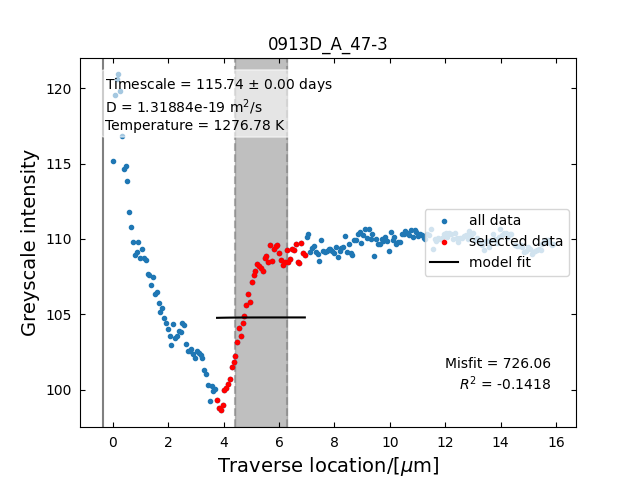 0913D_A_47-3
Timescale = 115.74 ± 0.00 days
D = 1.31884e-19 m²/s
Temperature = 1276.78 K
120
115
110
105
100
Greyscale intensity
all data
selected data
model fit
Misfit = 726.06
R² = -0.1418
0 2 4 6 8 10 12 14 16
Traverse location/[μm]